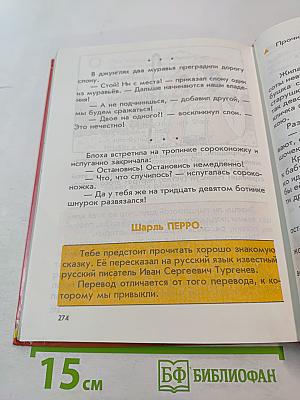 В джунглях два муравья преградили дорогу
слону.
— Стой! Ни с места! — приказал слону один
из муравьёв. — Дальше начинаются наши владе-
ния!
— А не подчинишься, — добавил другой, —
мы будем сражаться!
— Двое на одного?! — воскликнул слон. —
Это нечестно!
Блоха встретила на тропинке сороконожку и
испуганно закричала:
— Остановись! Остановись немедленно!
— Что, что случилось! — испугалась сороко-
ножка.
— Да у тебя же на тридцать девятом ботинке
шнурок развязался!
Шарль ПЕРРО.
Тебе предстоит прочитать хорошо знакомую
сказку. Её пересказал на русский язык известный
русский писатель Иван Сергеевич Тургенев.
Перевод отличается от того перевода, к ко-
торому мы привыкли.
274
15 см
БФ БИБЛИОФАН